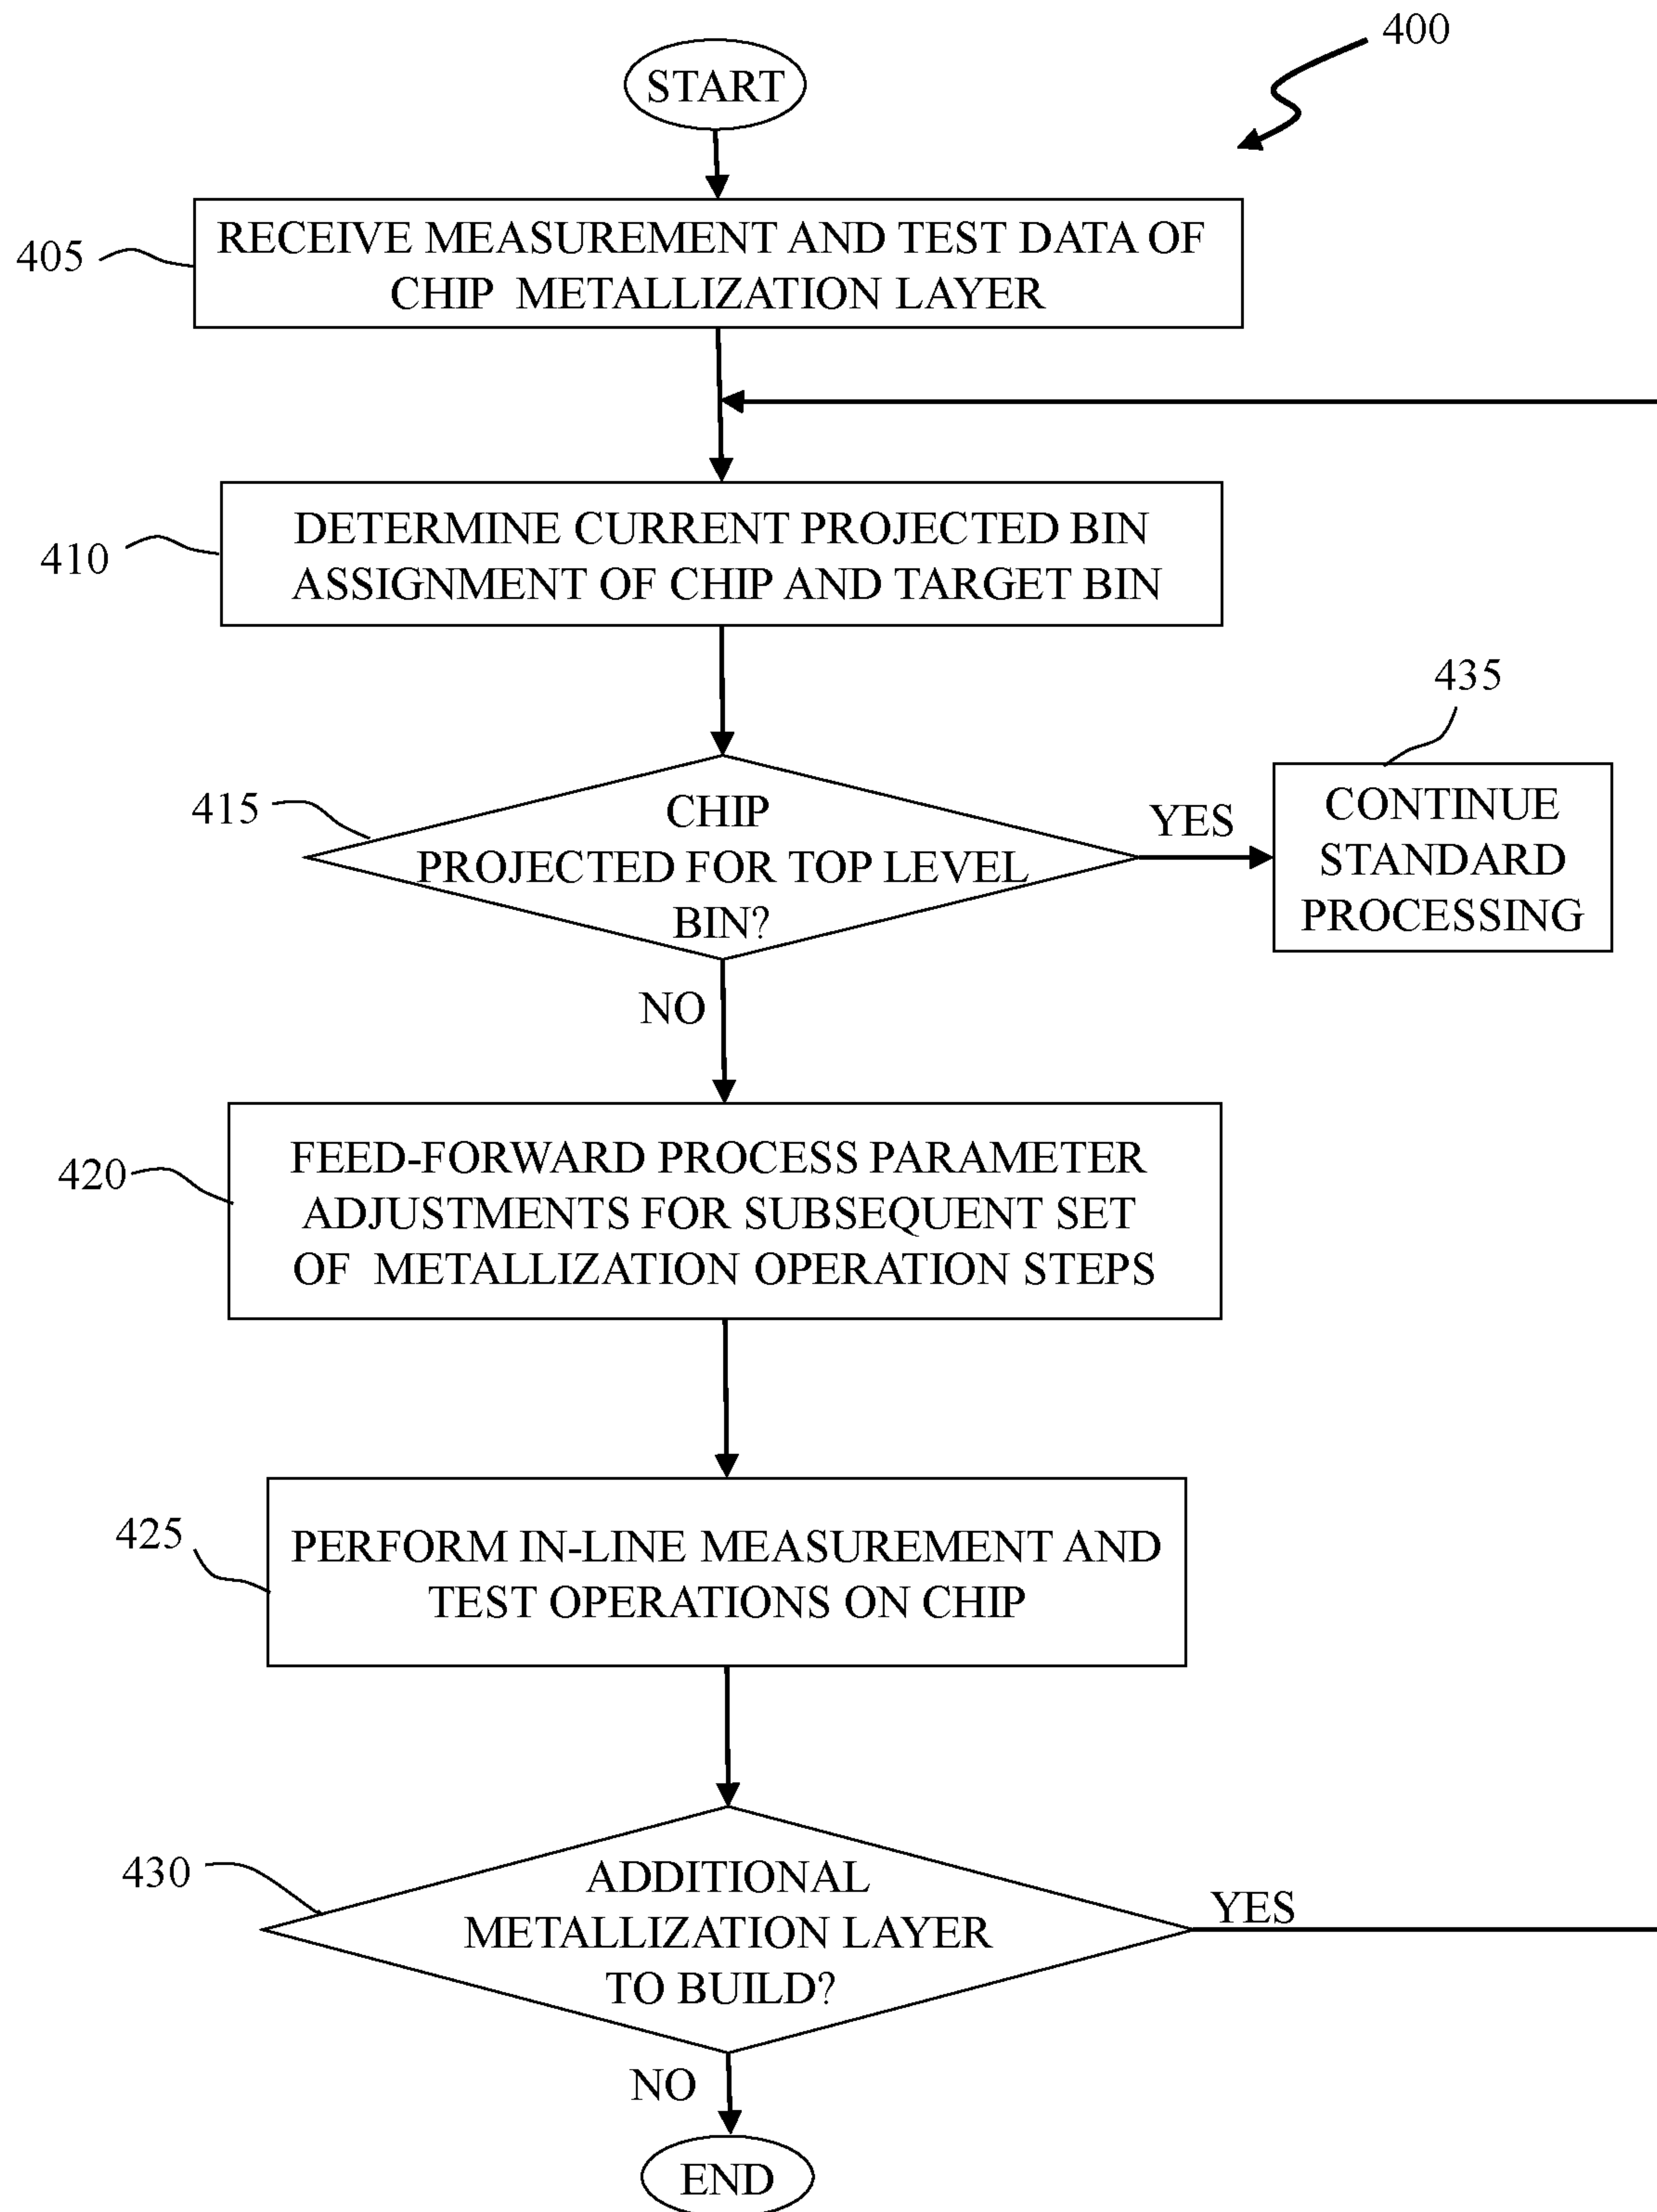 400
START
405
RECEIVE MEASUREMENT AND TEST DATA OF
CHIP METALLIZATION LAYER
410
DETERMINE CURRENT PROJECTED BIN
ASSIGNMENT OF CHIP AND TARGET BIN
415
CHIP
PROJECTED FOR TOP LEVEL
BIN?
YES
435
CONTINUE
STANDARD
PROCESSING
NO
420
FEED-FORWARD PROCESS PARAMETER
ADJUSTMENTS FOR SUBSEQUENT SET
OF METALLIZATION OPERATION STEPS
425
PERFORM IN-LINE MEASUREMENT AND
TEST OPERATIONS ON CHIP
430
ADDITIONAL
METALLIZATION LAYER
TO BUILD?
YES
NO
END